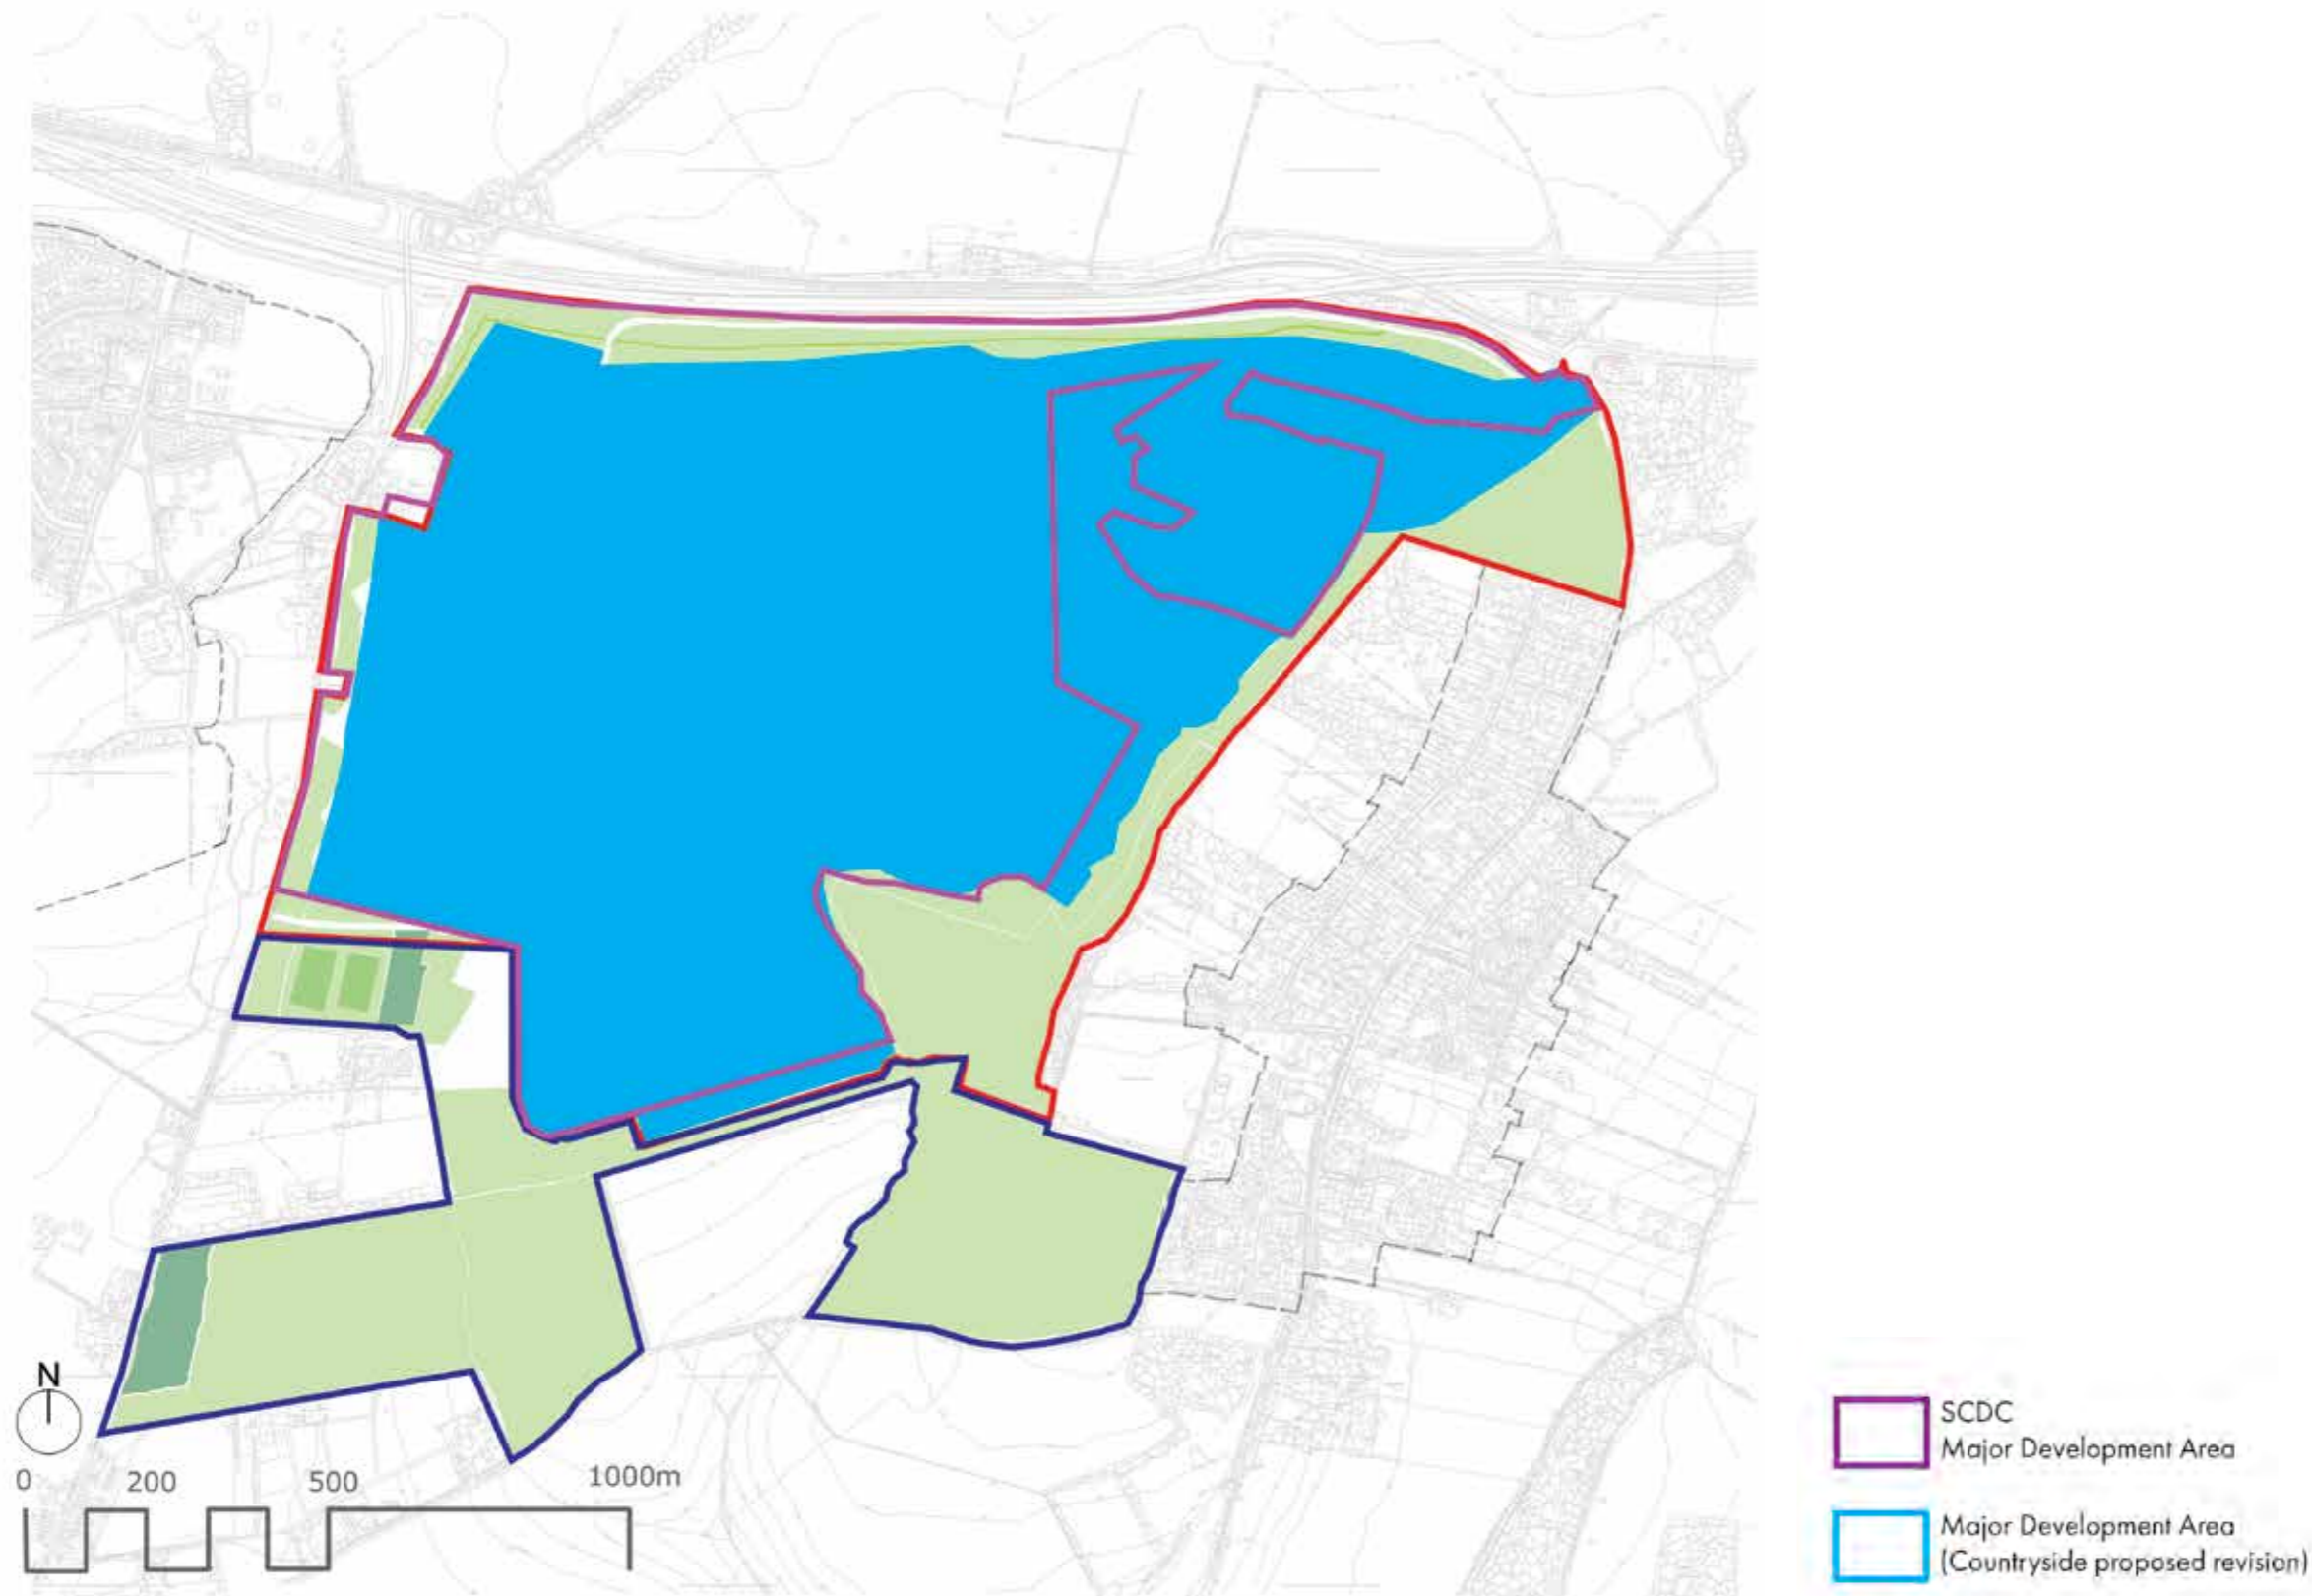 N
0 200 500 1000m
SCDC
Major Development Area
Major Development Area
(Countryside proposed revision)